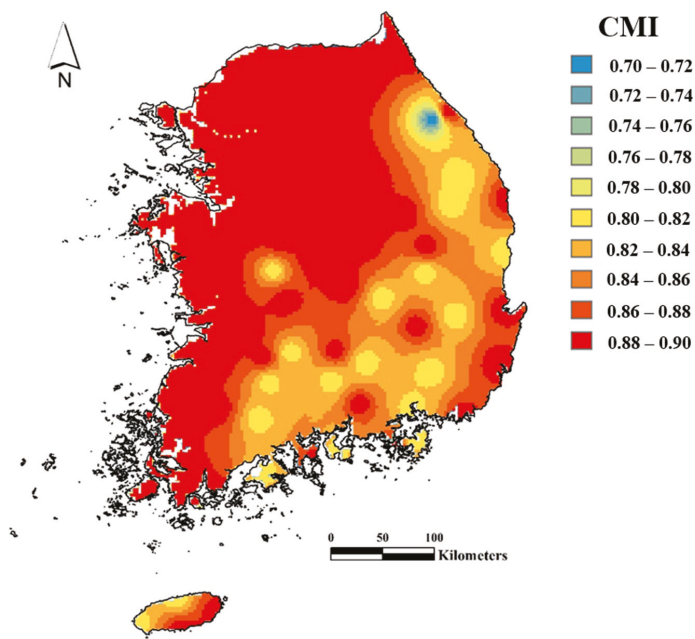 CMI
N
0.70 – 0.72
0.72 – 0.74
0.74 – 0.76
0.76 – 0.78
0.78 – 0.80
0.80 – 0.82
0.82 – 0.84
0.84 – 0.86
0.86 – 0.88
0.88 – 0.90
0 50 100
Kilometers